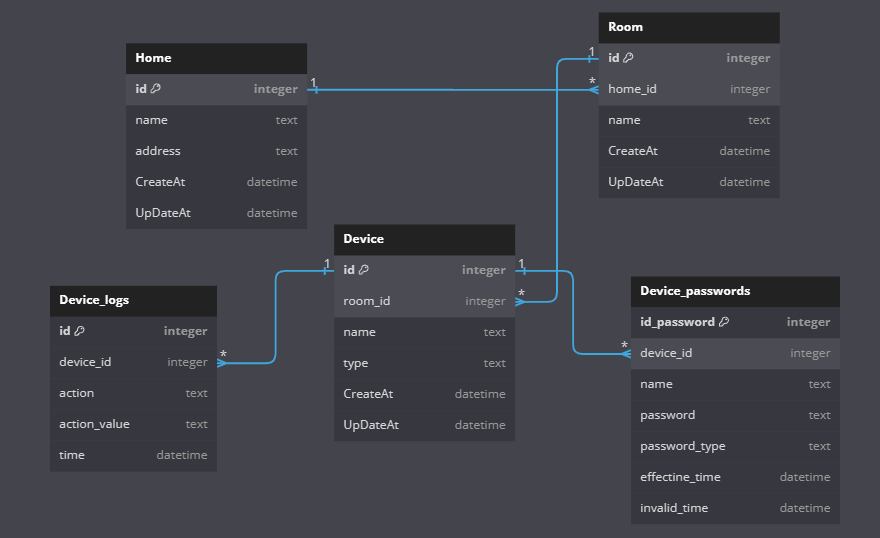 Home
id integer
name text
address text
CreateAt datetime
UpDateAt datetime
Room
id integer
home_id integer
name text
CreateAt datetime
UpDateAt datetime
Device
id integer
room_id integer
name text
type text
CreateAt datetime
UpDateAt datetime
Device_logs
id integer
device_id integer
action text
action_value text
time datetime
Device_passwords
id_password integer
device_id integer
name text
password text
password_type text
effectine_time datetime
invalid_time datetime
1
*
1
*
1
*
1
*